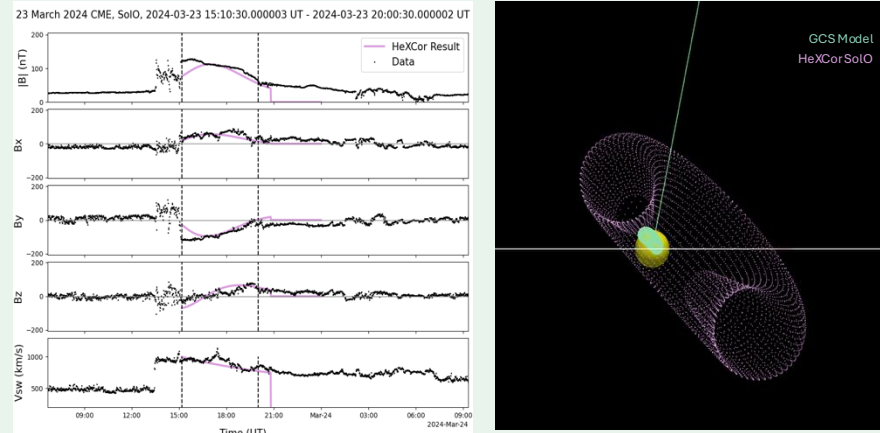 23 March 2024 CME, SolO, 2024-03-23 15:10:30.000003 UT - 2024-03-23 20:00:30.000002 UT
|B| (nT)
200
100
0
HeXCor Result
Data
Bx
200
0
−200
By
200
0
−200
Bz
200
0
−200
Vsw (km/s)
1000
500
09:00 12:00 15:00 18:00 21:00 Mar-24 03:00 06:00 09:00
2024-Mar-24
Time (UT)
GCS Model
HeXCor SolO